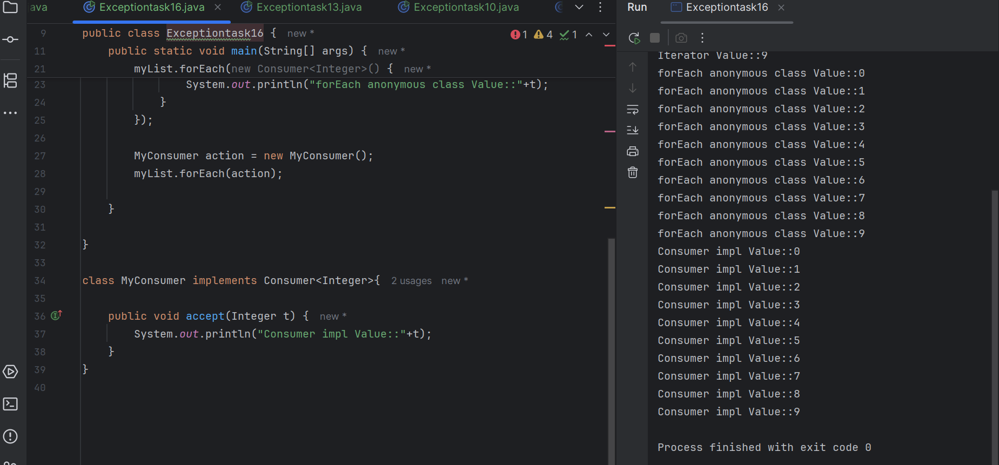 ava
Exceptiontask16.java
Exceptiontask13.java
Exceptiontask10.java
9 public class Exceptiontask16 { new *
1 4 1
11 public static void main(String[] args) { new *
21 myList.forEach(new Consumer<Integer>() { new *
23 System.out.println("forEach anonymous class Value::"+t);
24 }
25 });
26
27 MyConsumer action = new MyConsumer();
28 myList.forEach(action);
29
30 }
31
32 }
33
34 class MyConsumer implements Consumer<Integer>{ 2 usages new *
35
36 public void accept(Integer t) { new *
37 System.out.println("Consumer impl Value::"+t);
38 }
39 }
40
Run
Exceptiontask16
Iterator Value::9
forEach anonymous class Value::0
forEach anonymous class Value::1
forEach anonymous class Value::2
forEach anonymous class Value::3
forEach anonymous class Value::4
forEach anonymous class Value::5
forEach anonymous class Value::6
forEach anonymous class Value::7
forEach anonymous class Value::8
forEach anonymous class Value::9
Consumer impl Value::0
Consumer impl Value::1
Consumer impl Value::2
Consumer impl Value::3
Consumer impl Value::4
Consumer impl Value::5
Consumer impl Value::6
Consumer impl Value::7
Consumer impl Value::8
Consumer impl Value::9
Process finished with exit code 0